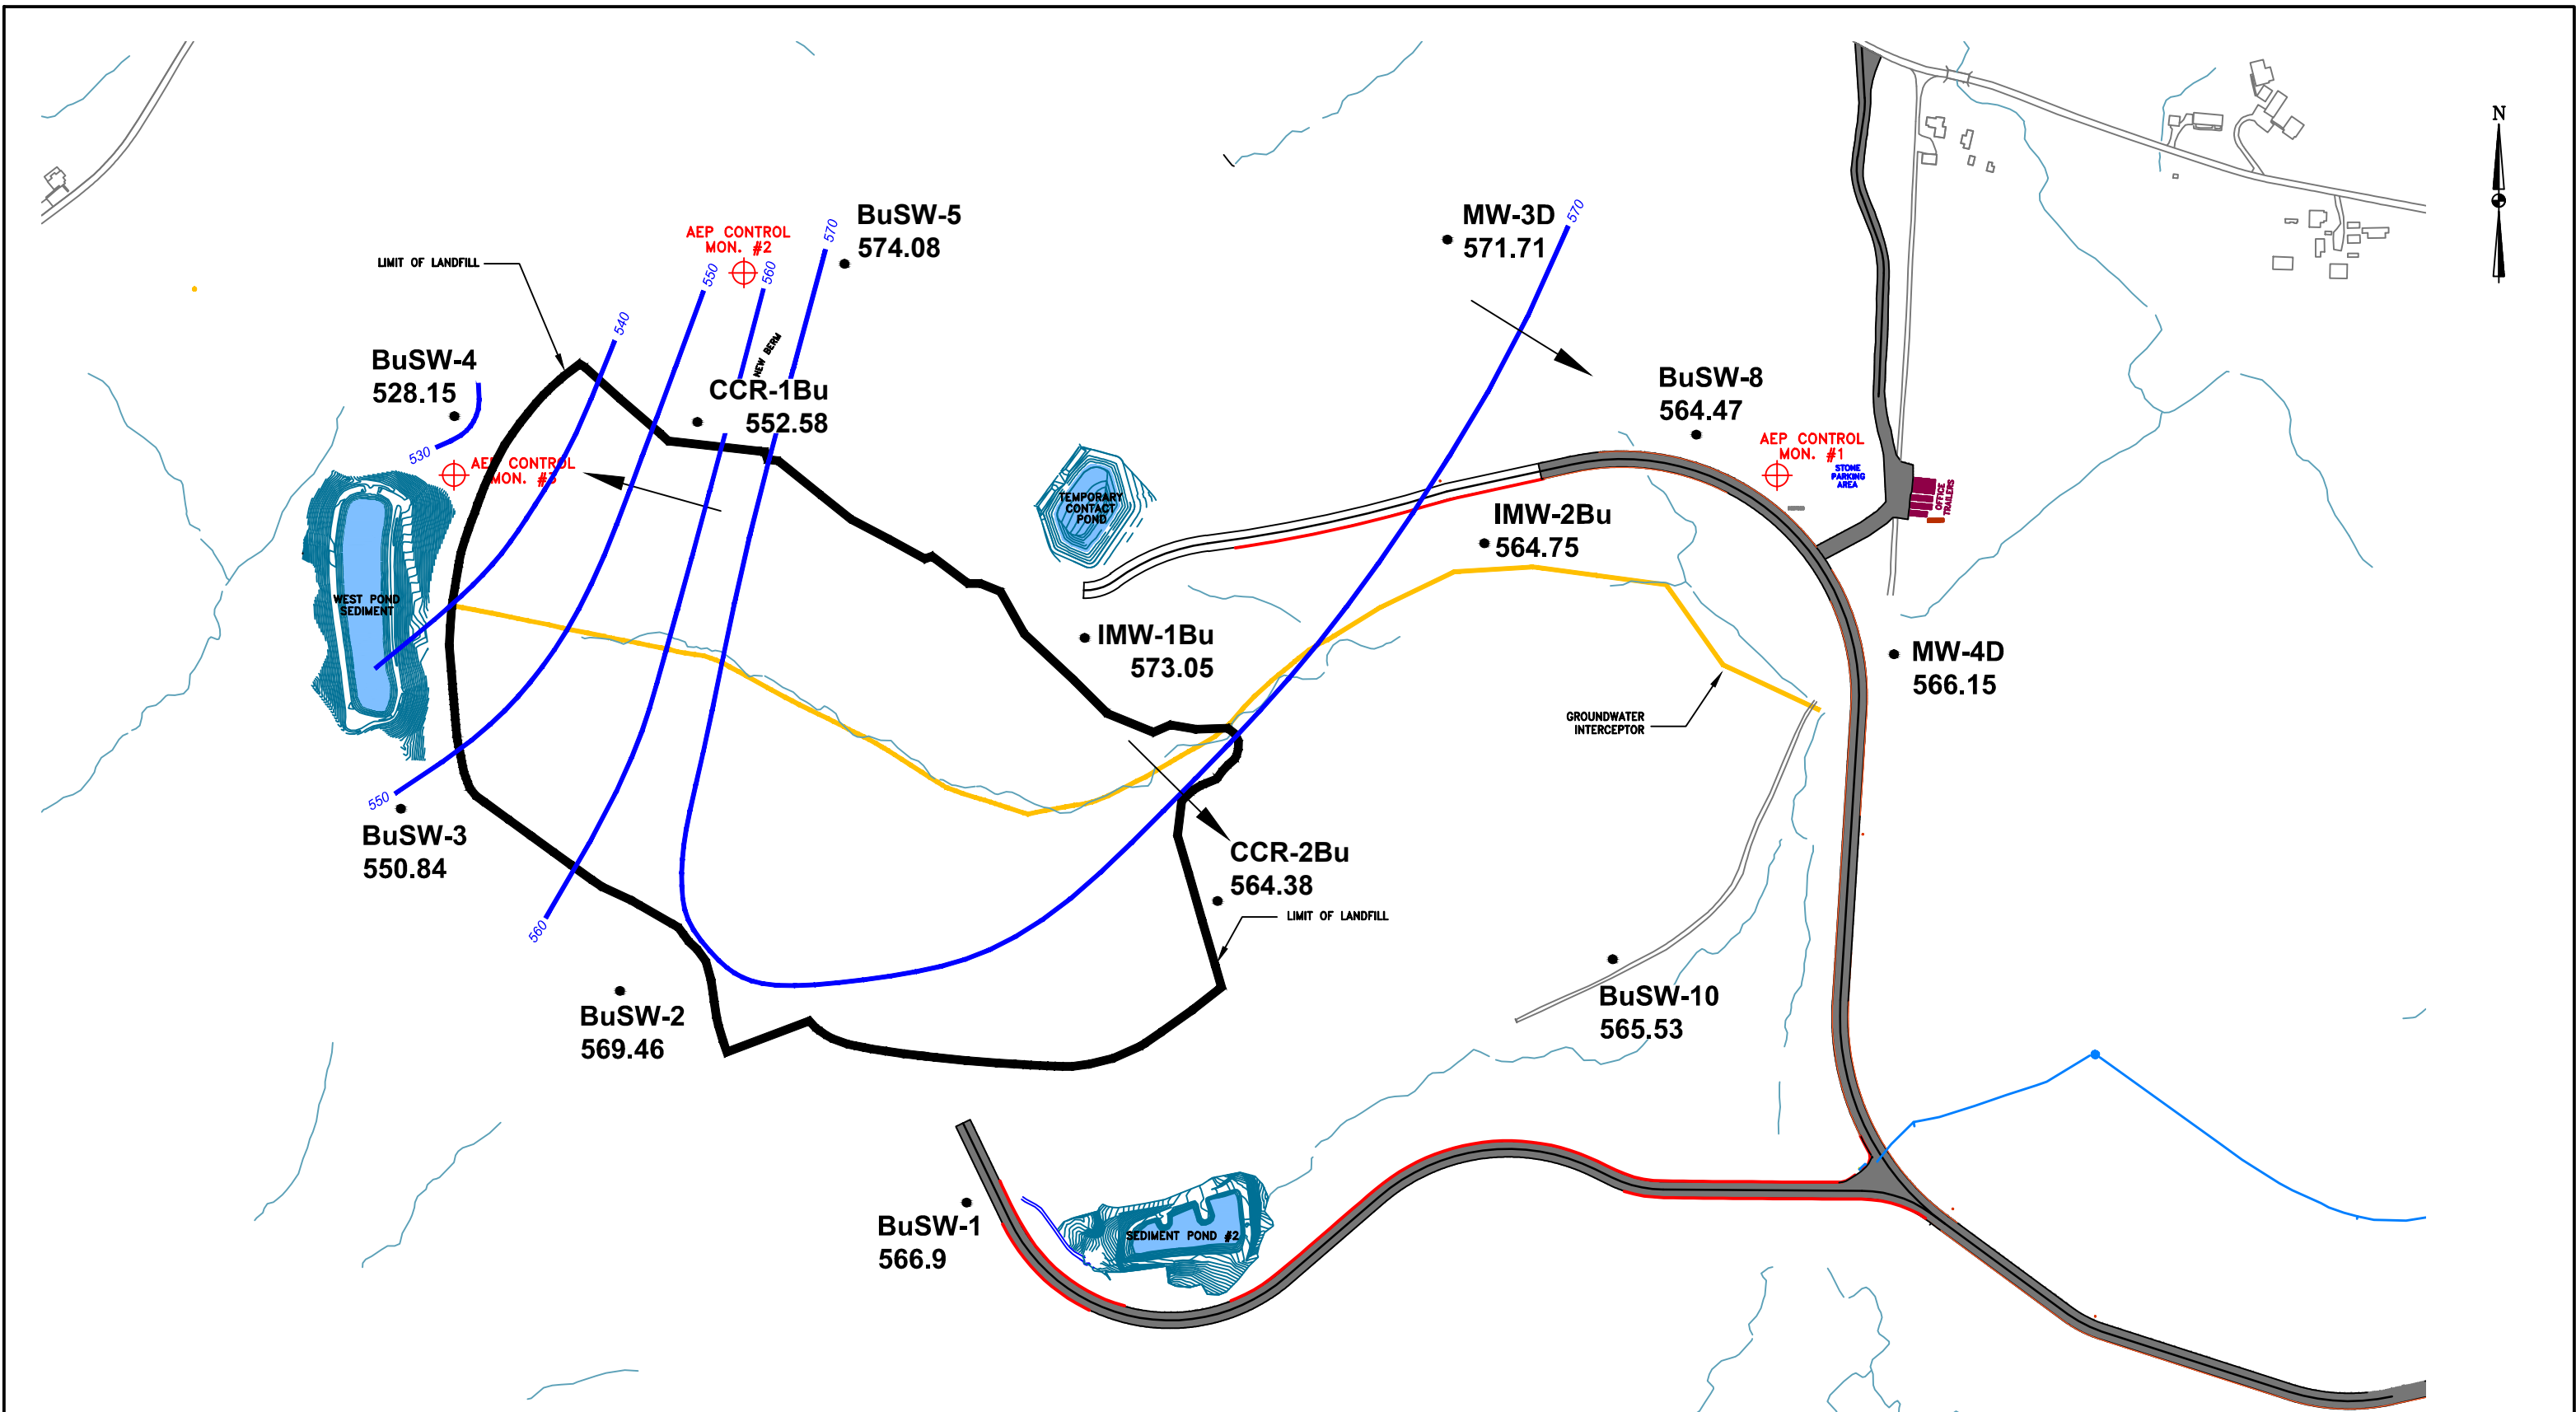 N
BuSW-5
574.08
MW-3D
571.71
570
570
AEP CONTROL
MON. #2
LIMIT OF LANDFILL
550
560
540
NEW BERM
BuSW-4
528.15
CCR-1Bu
552.58
BuSW-8
564.47
530
AEP CONTROL
MON. #3
AEP CONTROL
MON. #1
STONE
PARKING
AREA
OFFICE
TRAILERS
TEMPORARY
CONTACT
POND
IMW-2Bu
564.75
WEST POND
SEDIMENT
IMW-1Bu
573.05
MW-4D
566.15
GROUNDWATER
INTERCEPTOR
550
BuSW-3
550.84
CCR-2Bu
564.38
LIMIT OF LANDFILL
560
BuSW-2
569.46
BuSW-10
565.53
BuSW-1
566.9
SEDIMENT POND #2